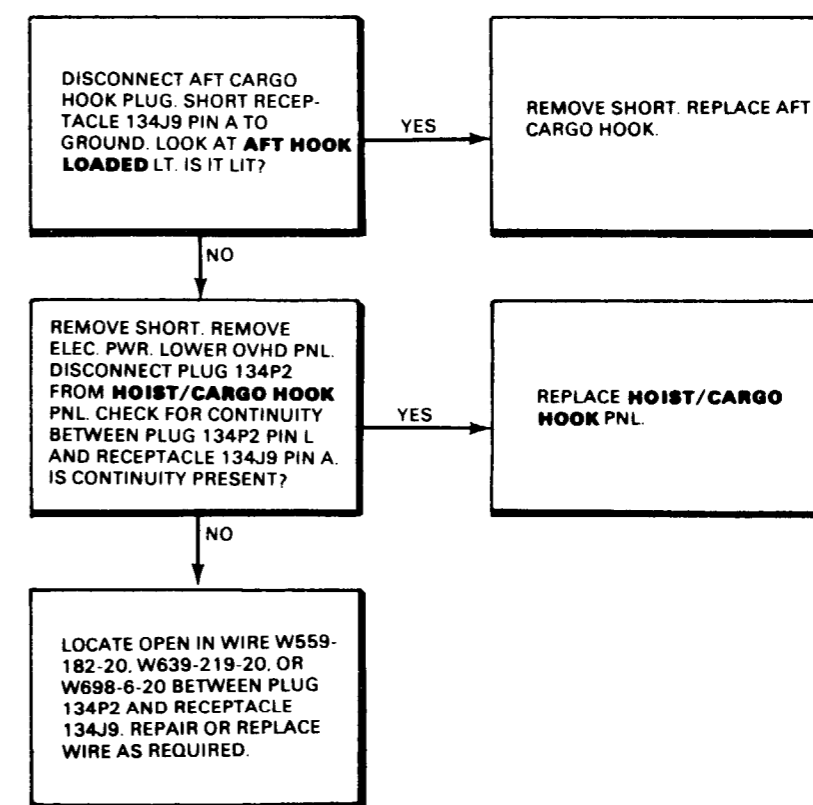 DISCONNECT AFT CARGO
HOOK PLUG. SHORT RECEP-
TACLE 134J9 PIN A TO
GROUND. LOOK AT AFT HOOK
LOADED LT. IS IT LIT?
YES
REMOVE SHORT. REPLACE AFT
CARGO HOOK.
NO
REMOVE SHORT. REMOVE
ELEC. PWR. LOWER OVHD PNL.
DISCONNECT PLUG 134P2
FROM HOIST/CARGO HOOK
PNL. CHECK FOR CONTINUITY
BETWEEN PLUG 134P2 PIN L
AND RECEPTACLE 134J9 PIN A.
IS CONTINUITY PRESENT?
YES
REPLACE HOIST/CARGO
HOOK PNL.
NO
LOCATE OPEN IN WIRE W559-
182-20, W639-219-20, OR
W698-6-20 BETWEEN PLUG
134P2 AND RECEPTACLE
134J9. REPAIR OR REPLACE
WIRE AS REQUIRED.